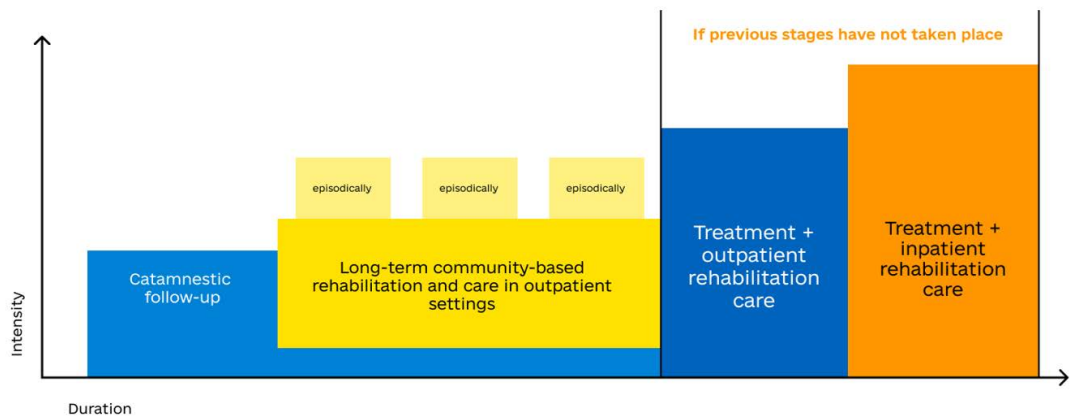 If previous stages have not taken place
episodically
episodically
episodically
Catamnestic
follow-up
Long-term community-based
rehabilitation and care in outpatient
settings
Treatment +
outpatient
rehabilitation
care
Treatment +
inpatient
rehabilitation
care
Intensity
Duration